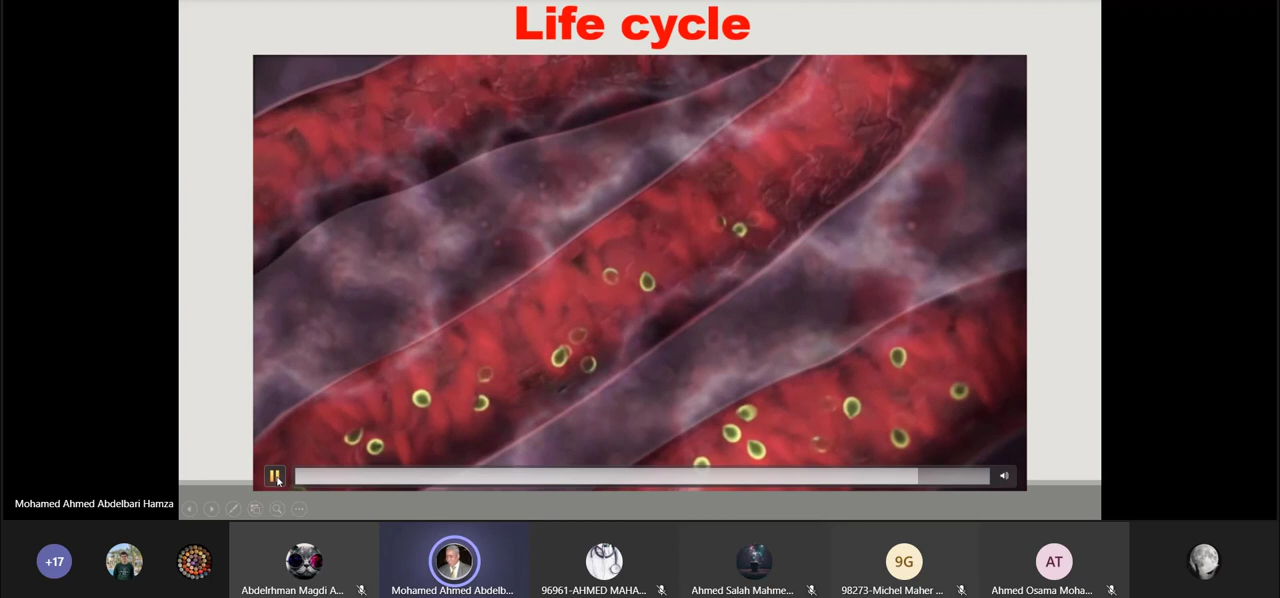 Life cycle
Mohamed Ahmed Abdelbari Hamza
+17
Abdelrhman Magdi A...
Mohamed Ahmed Abdelb...
96961-AHMED MAHA...
Ahmed Salah Mahme...
9G
98273-Michel Maher ...
AT
Ahmed Osama Moha...